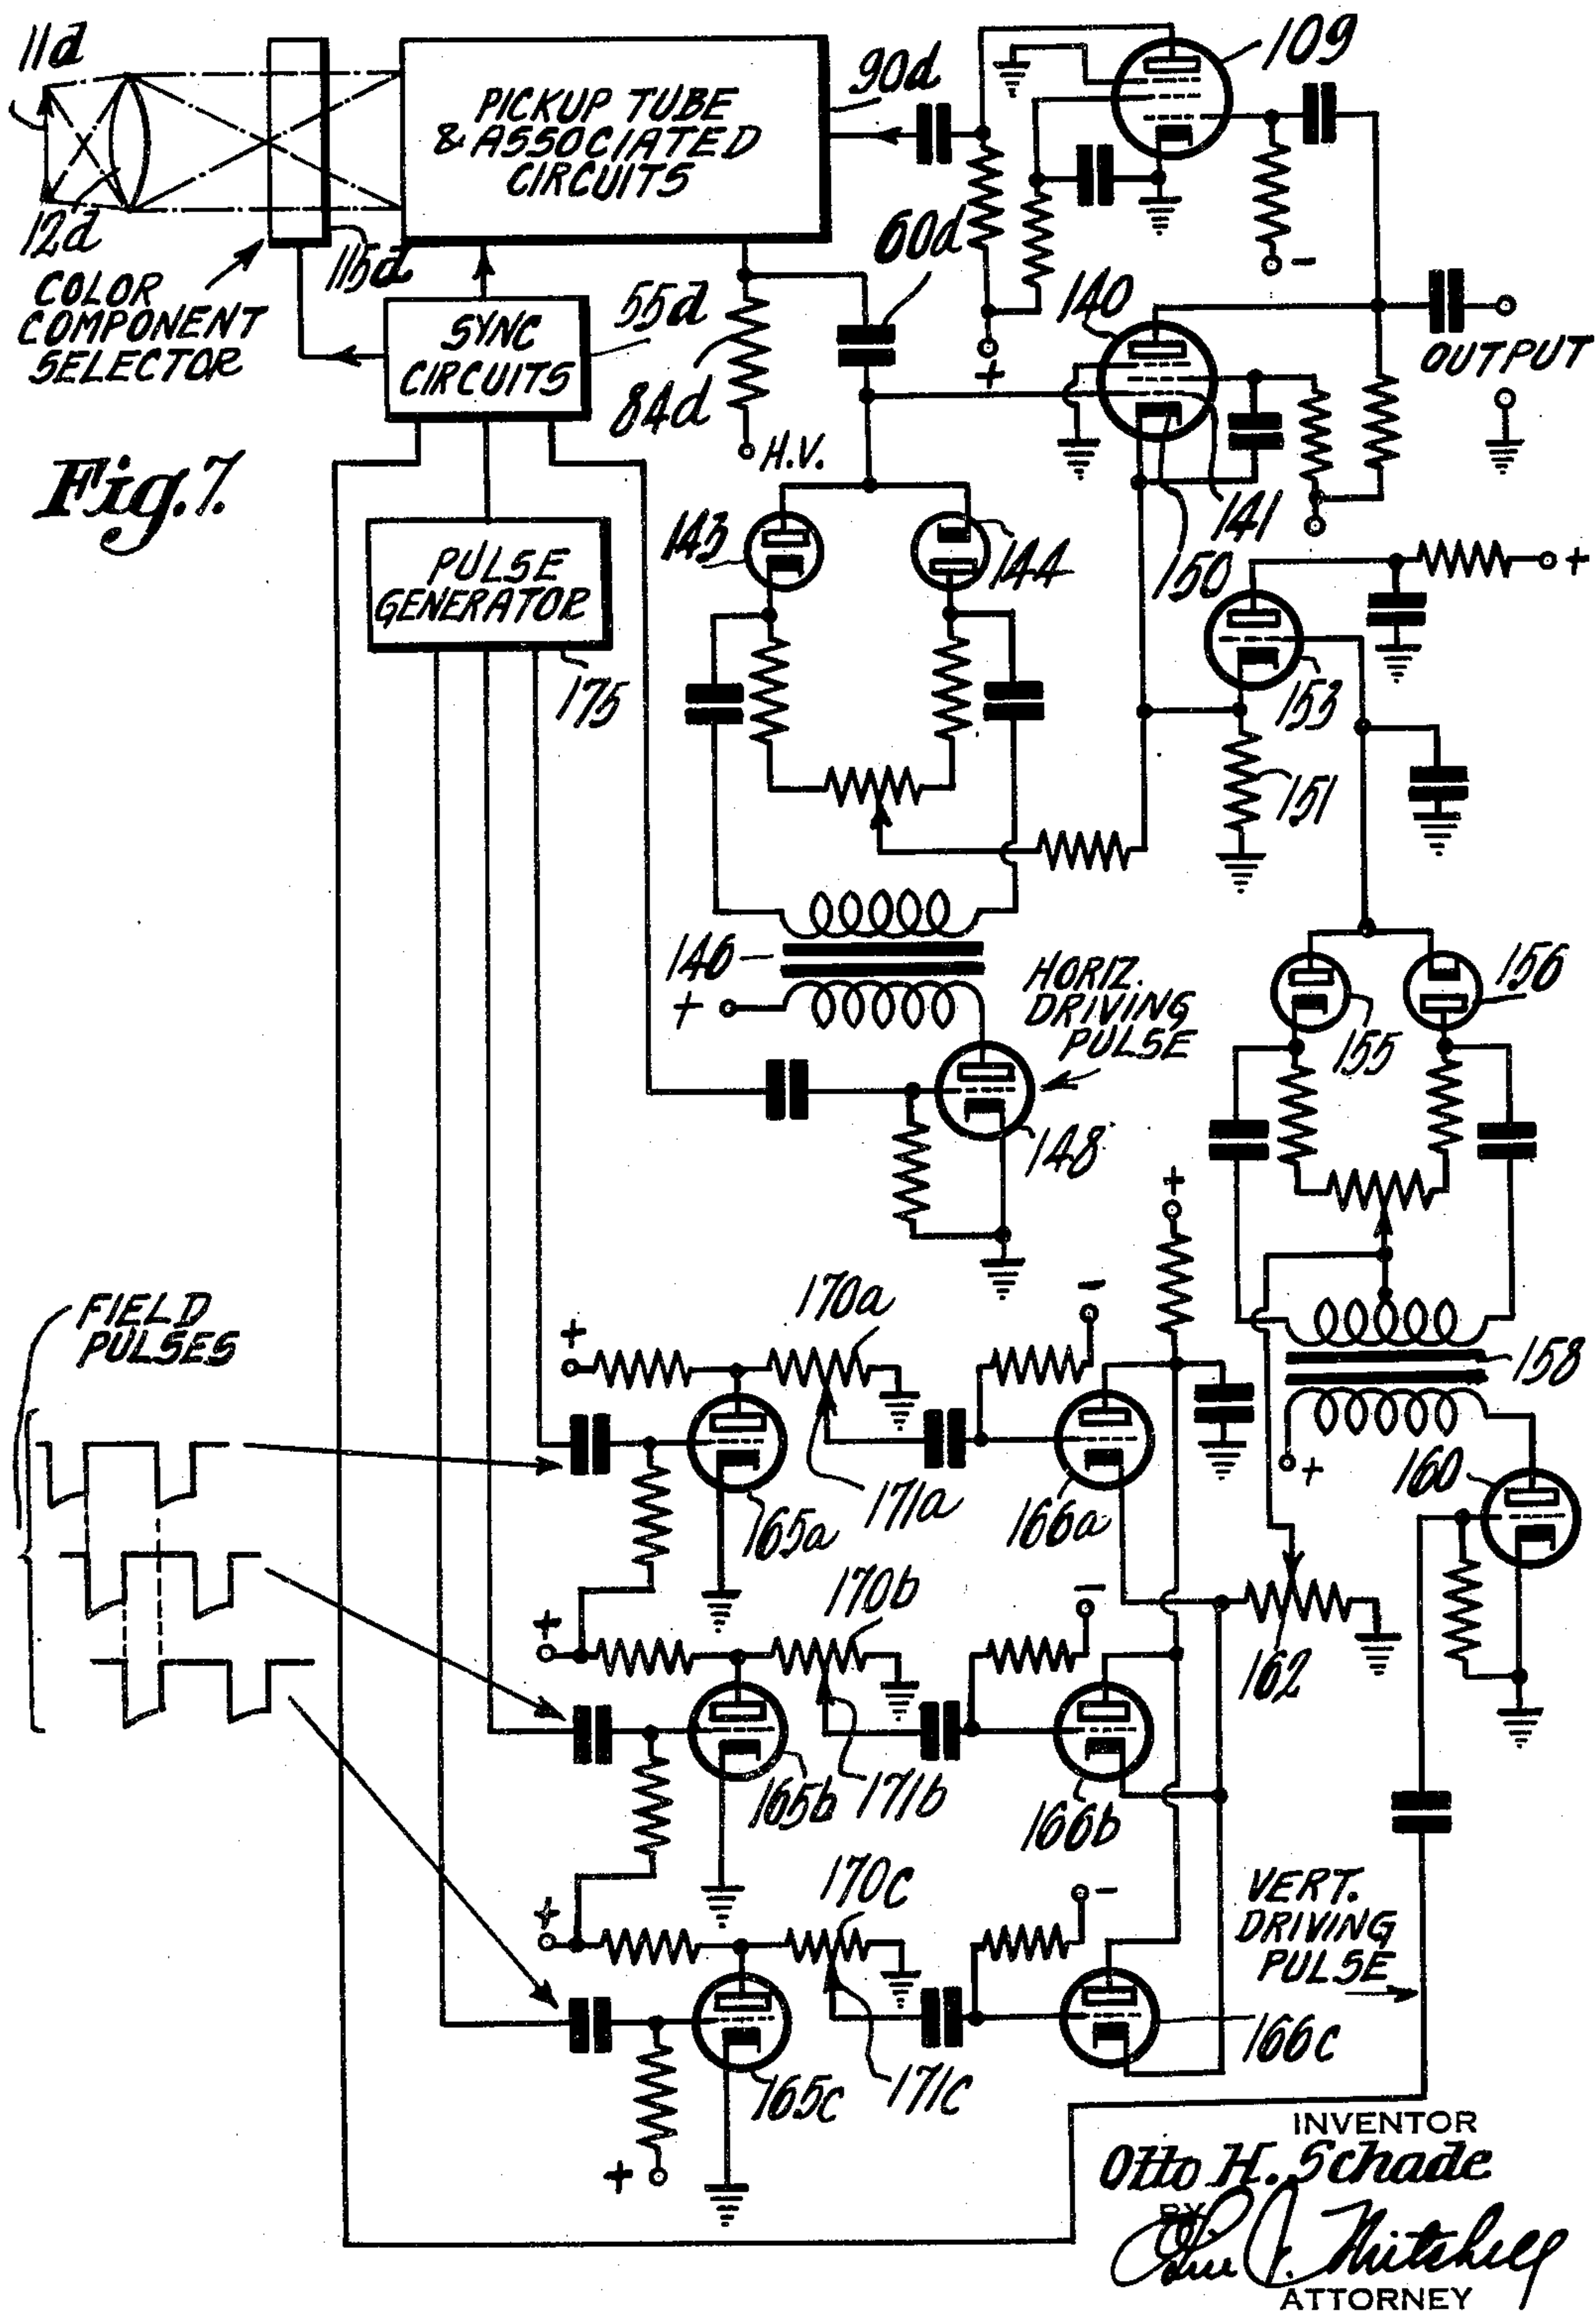 11d
12d
COLOR
COMPONENT
SELECTOR
115d
PICKUP TUBE
& ASSOCIATED
CIRCUITS
90d
109
60d
-
+
140
OUTPUT
SYNC
CIRCUITS
55d
84d
H.V.
Fig.7.
143
144
150
141
+
PULSE
GENERATOR
175
153
151
146
+
HORIZ.
DRIVING
PULSE
148
155
156
+
FIELD
PULSES
170a
+
-
158
+
171a
165a
166a
160
170b
+
-
162
171b
165b
166b
170c
+
-
VERT.
DRIVING
PULSE
171c
165c
166c
+
INVENTOR
Otto H. Schade
BY
Mitchell
ATTORNEY